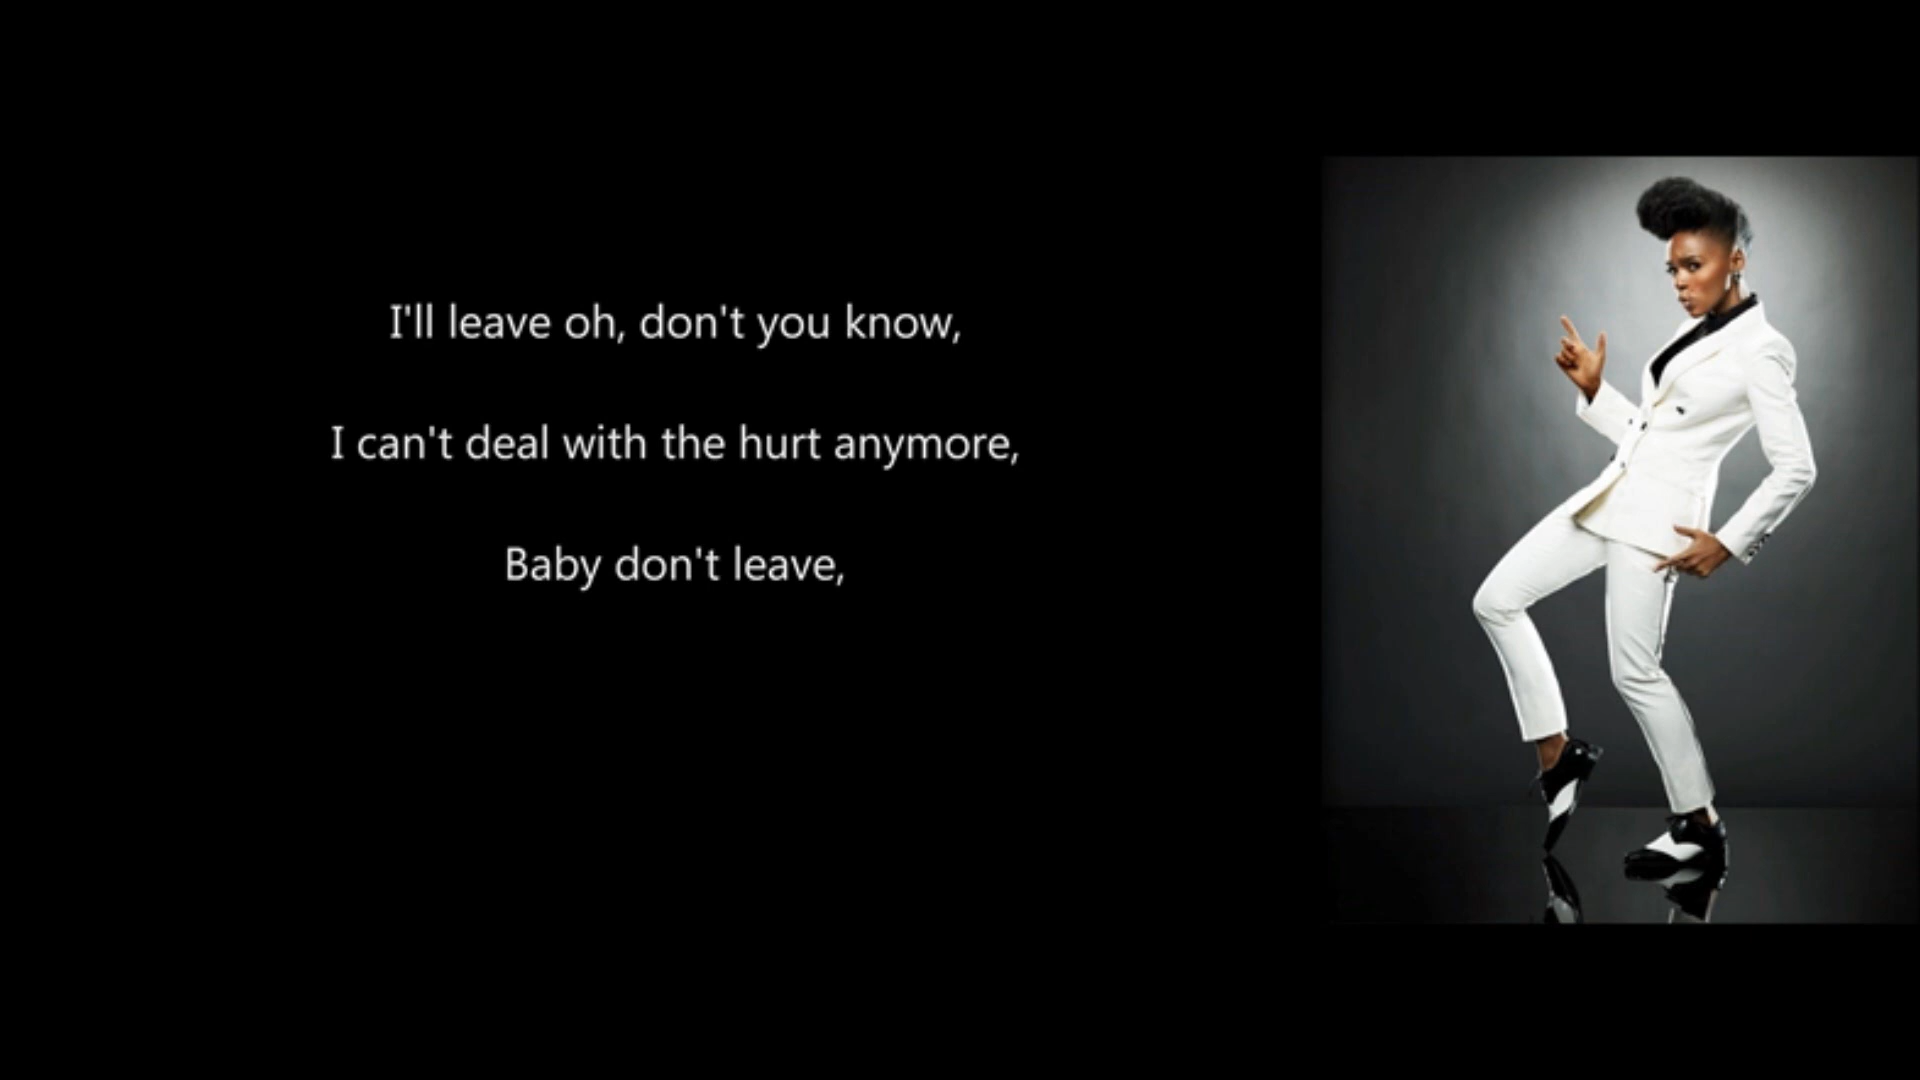 I'll leave oh, don't you know,
I can't deal with the hurt anymore,
Baby don't leave,